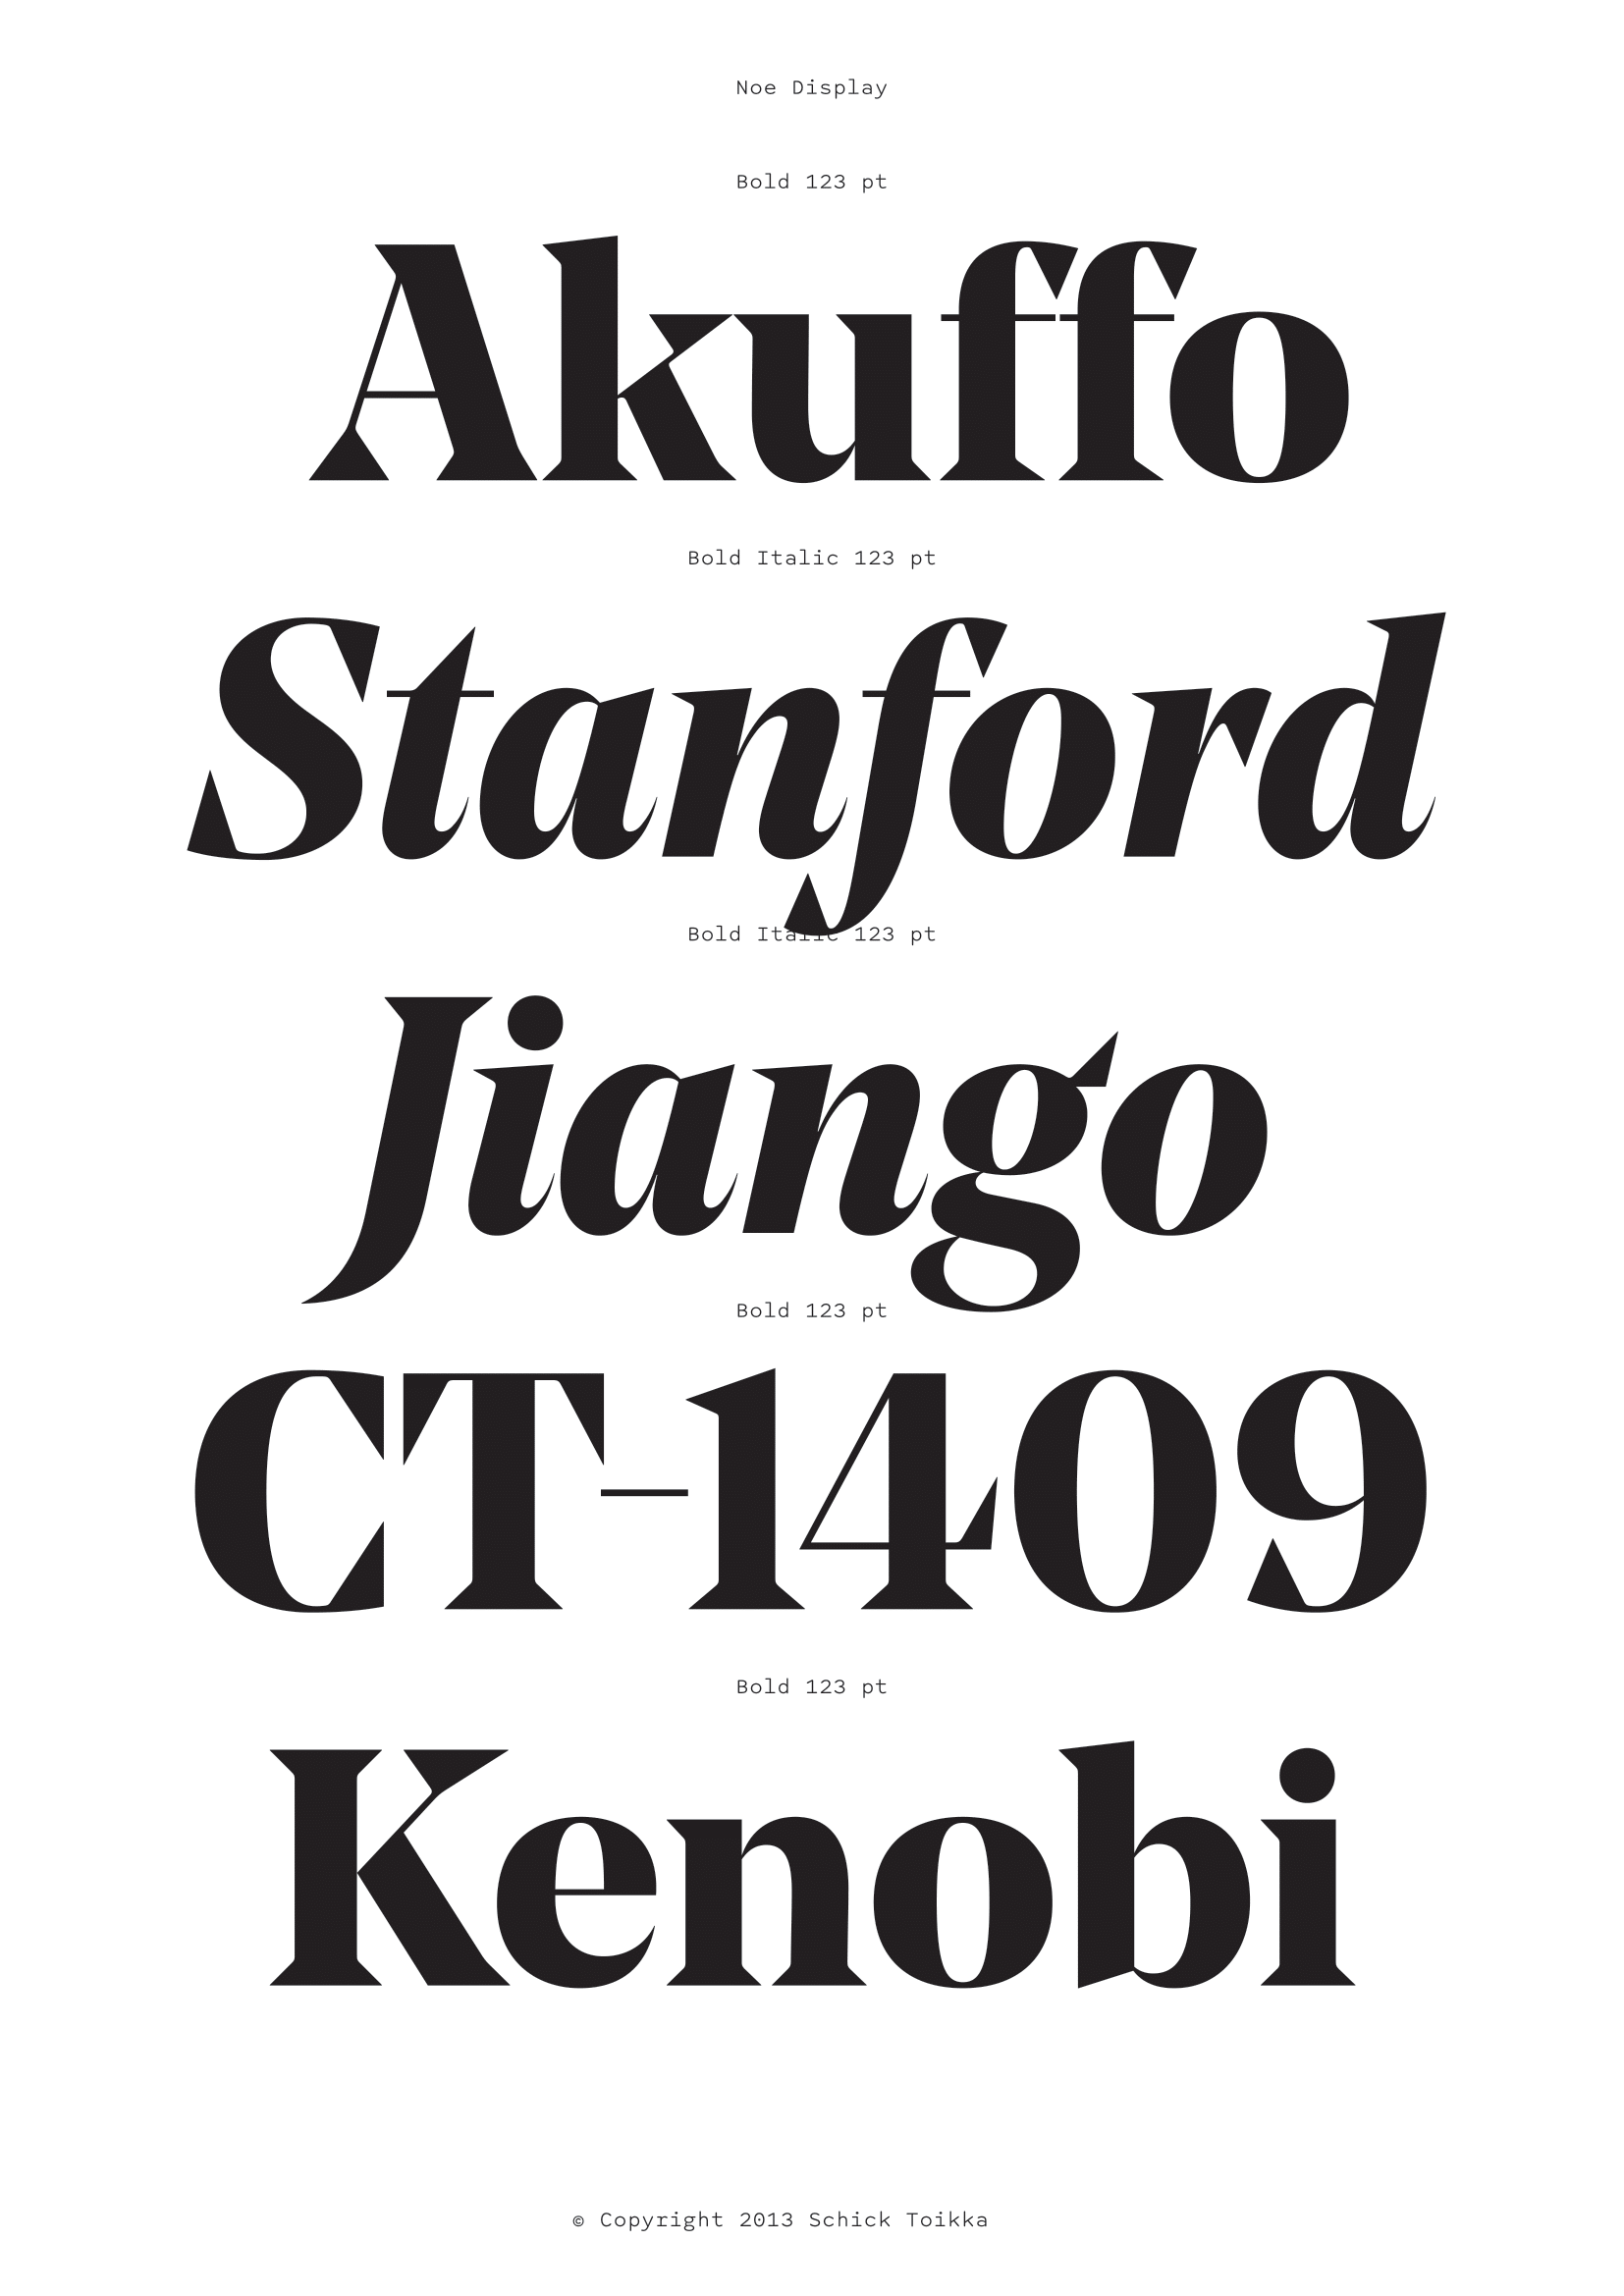 Noe Display
Bold 123 pt
Akuffo
Bold Italic 123 pt
Stanford
Bold Italic 123 pt
Jiango
Bold 123 pt
CT-1409
Bold 123 pt
Kenobi
© Copyright 2013 Schick Toikka